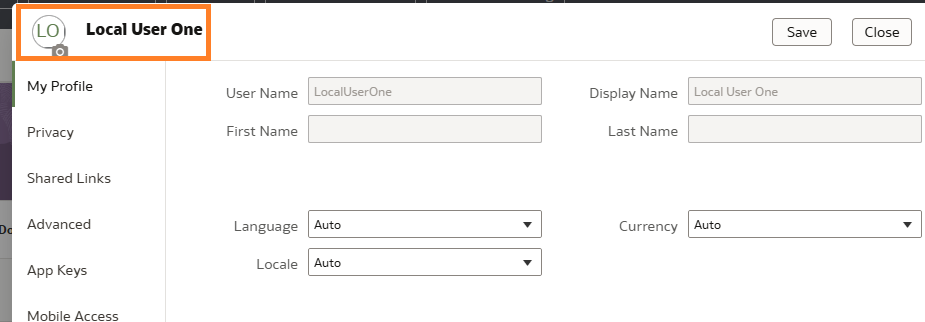 LO
Local User One
Save
Close
My Profile
Privacy
Shared Links
Advanced
App Keys
Mobile Access
User Name
LocalUserOne
Display Name
Local User One
First Name
Last Name
Language
Auto
Currency
Auto
Locale
Auto
Do